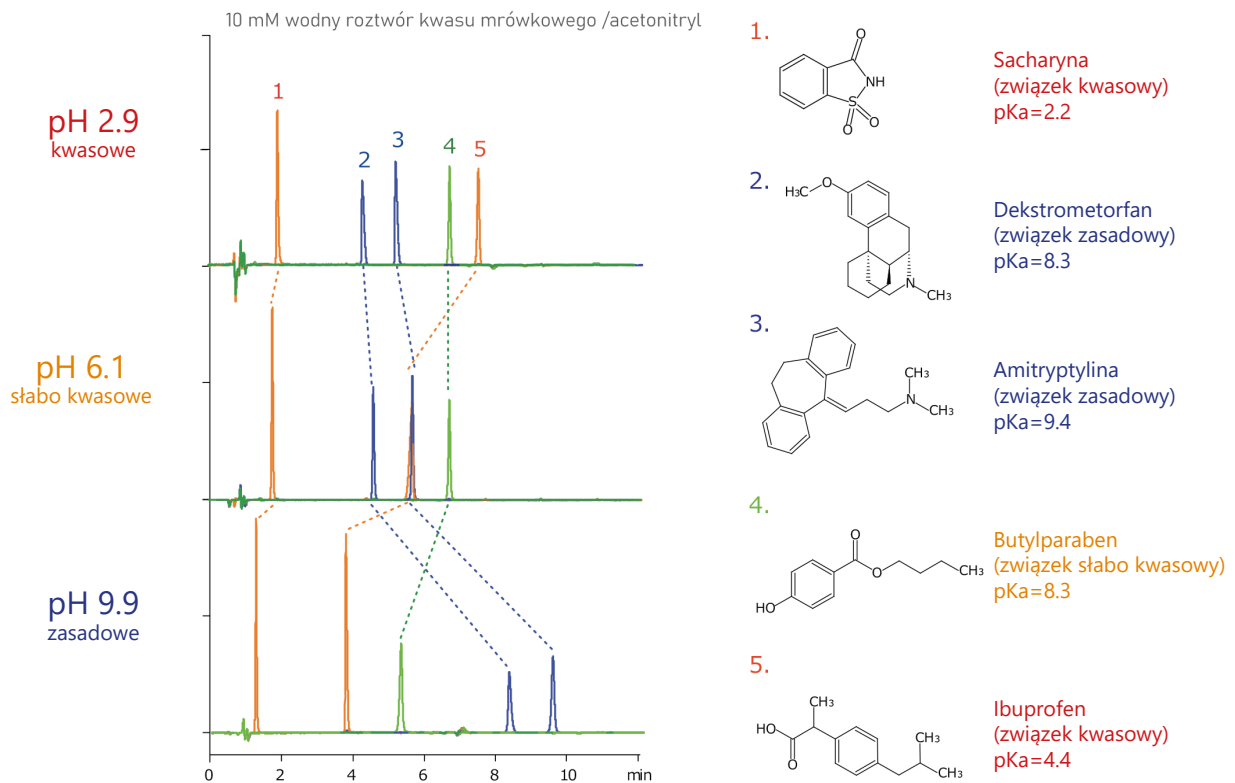 10 mM wodny roztwór kwasu mrówkowego /acetonitryl
pH 2.9
kwasowe
1
2
3
4
5
pH 6.1
słabo kwasowe
pH 9.9
zasadowe
0
2
4
6
8
10
min
1.
O
NH
S
O
O
Sacharyna
(związek kwasowy)
pKa=2.2
2.
H₃C
O
N
CH₃
Dekstrometorfan
(związek zasadowy)
pKa=8.3
3.
CH₃
N
CH₃
Amitryptylina
(związek zasadowy)
pKa=9.4
4.
O
O
CH₃
HO
Butylparaben
(związek słabo kwasowy)
pKa=8.3
5.
CH₃
HO
O
CH₃
CH₃
Ibuprofen
(związek kwasowy)
pKa=4.4